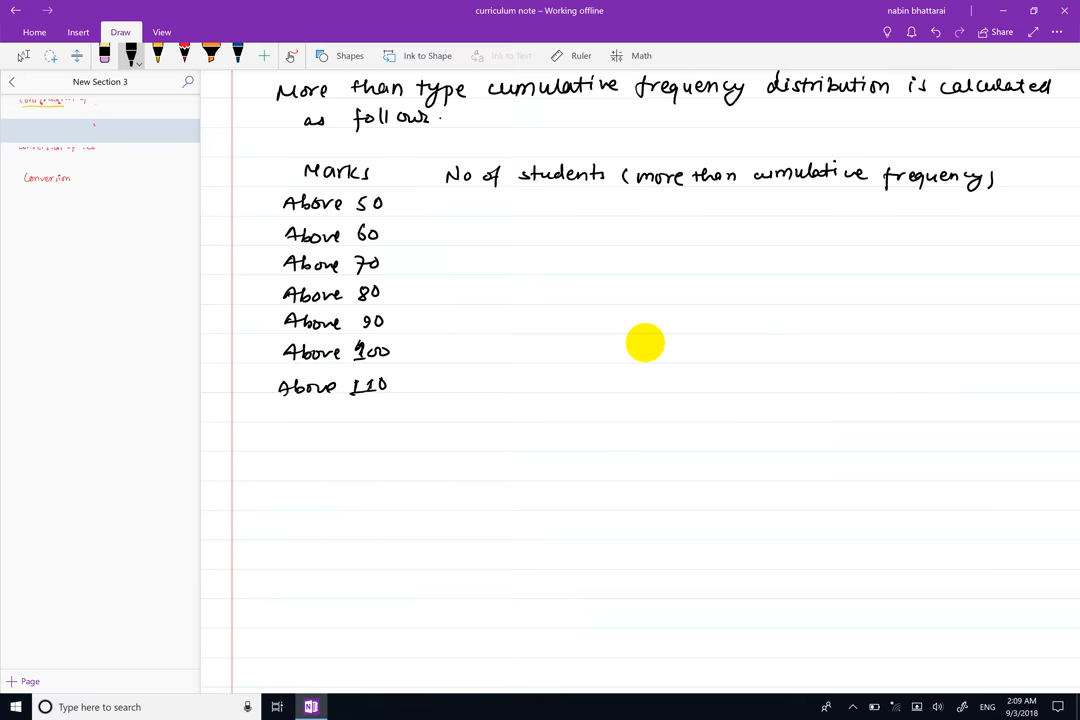 curriculum note – Working offline
nabin bhattarai
Home Insert Draw View
Share
Shapes Ink to Shape Ink to Text Ruler Math
New Section 3
Conversion
Page
More than type cumulative frequency distribution is calculated
as follows.
Marks No of students (more than cumulative frequency)
Above 50
Above 60
Above 70
Above 80
Above 90
Above 100
Above 110
Type here to search
ENG
2:09 AM
9/3/2018